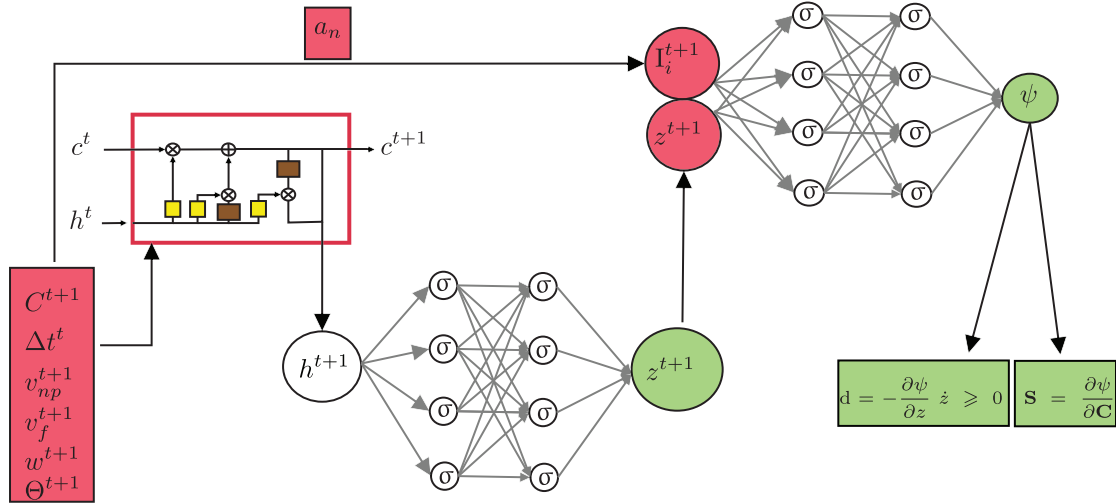 a_n
I_i^{t+1}
z^{t+1}
σ σ
σ σ
σ σ
σ σ
ψ
c^t
c^{t+1}
h^t
C^{t+1}
Δt^t
v_{np}^{t+1}
v_f^{t+1}
w^{t+1}
Θ^{t+1}
h^{t+1}
σ σ
σ σ
σ σ
σ σ
z^{t+1}
d = −∂ψ/∂z ż ⩾ 0
S = ∂ψ/∂C